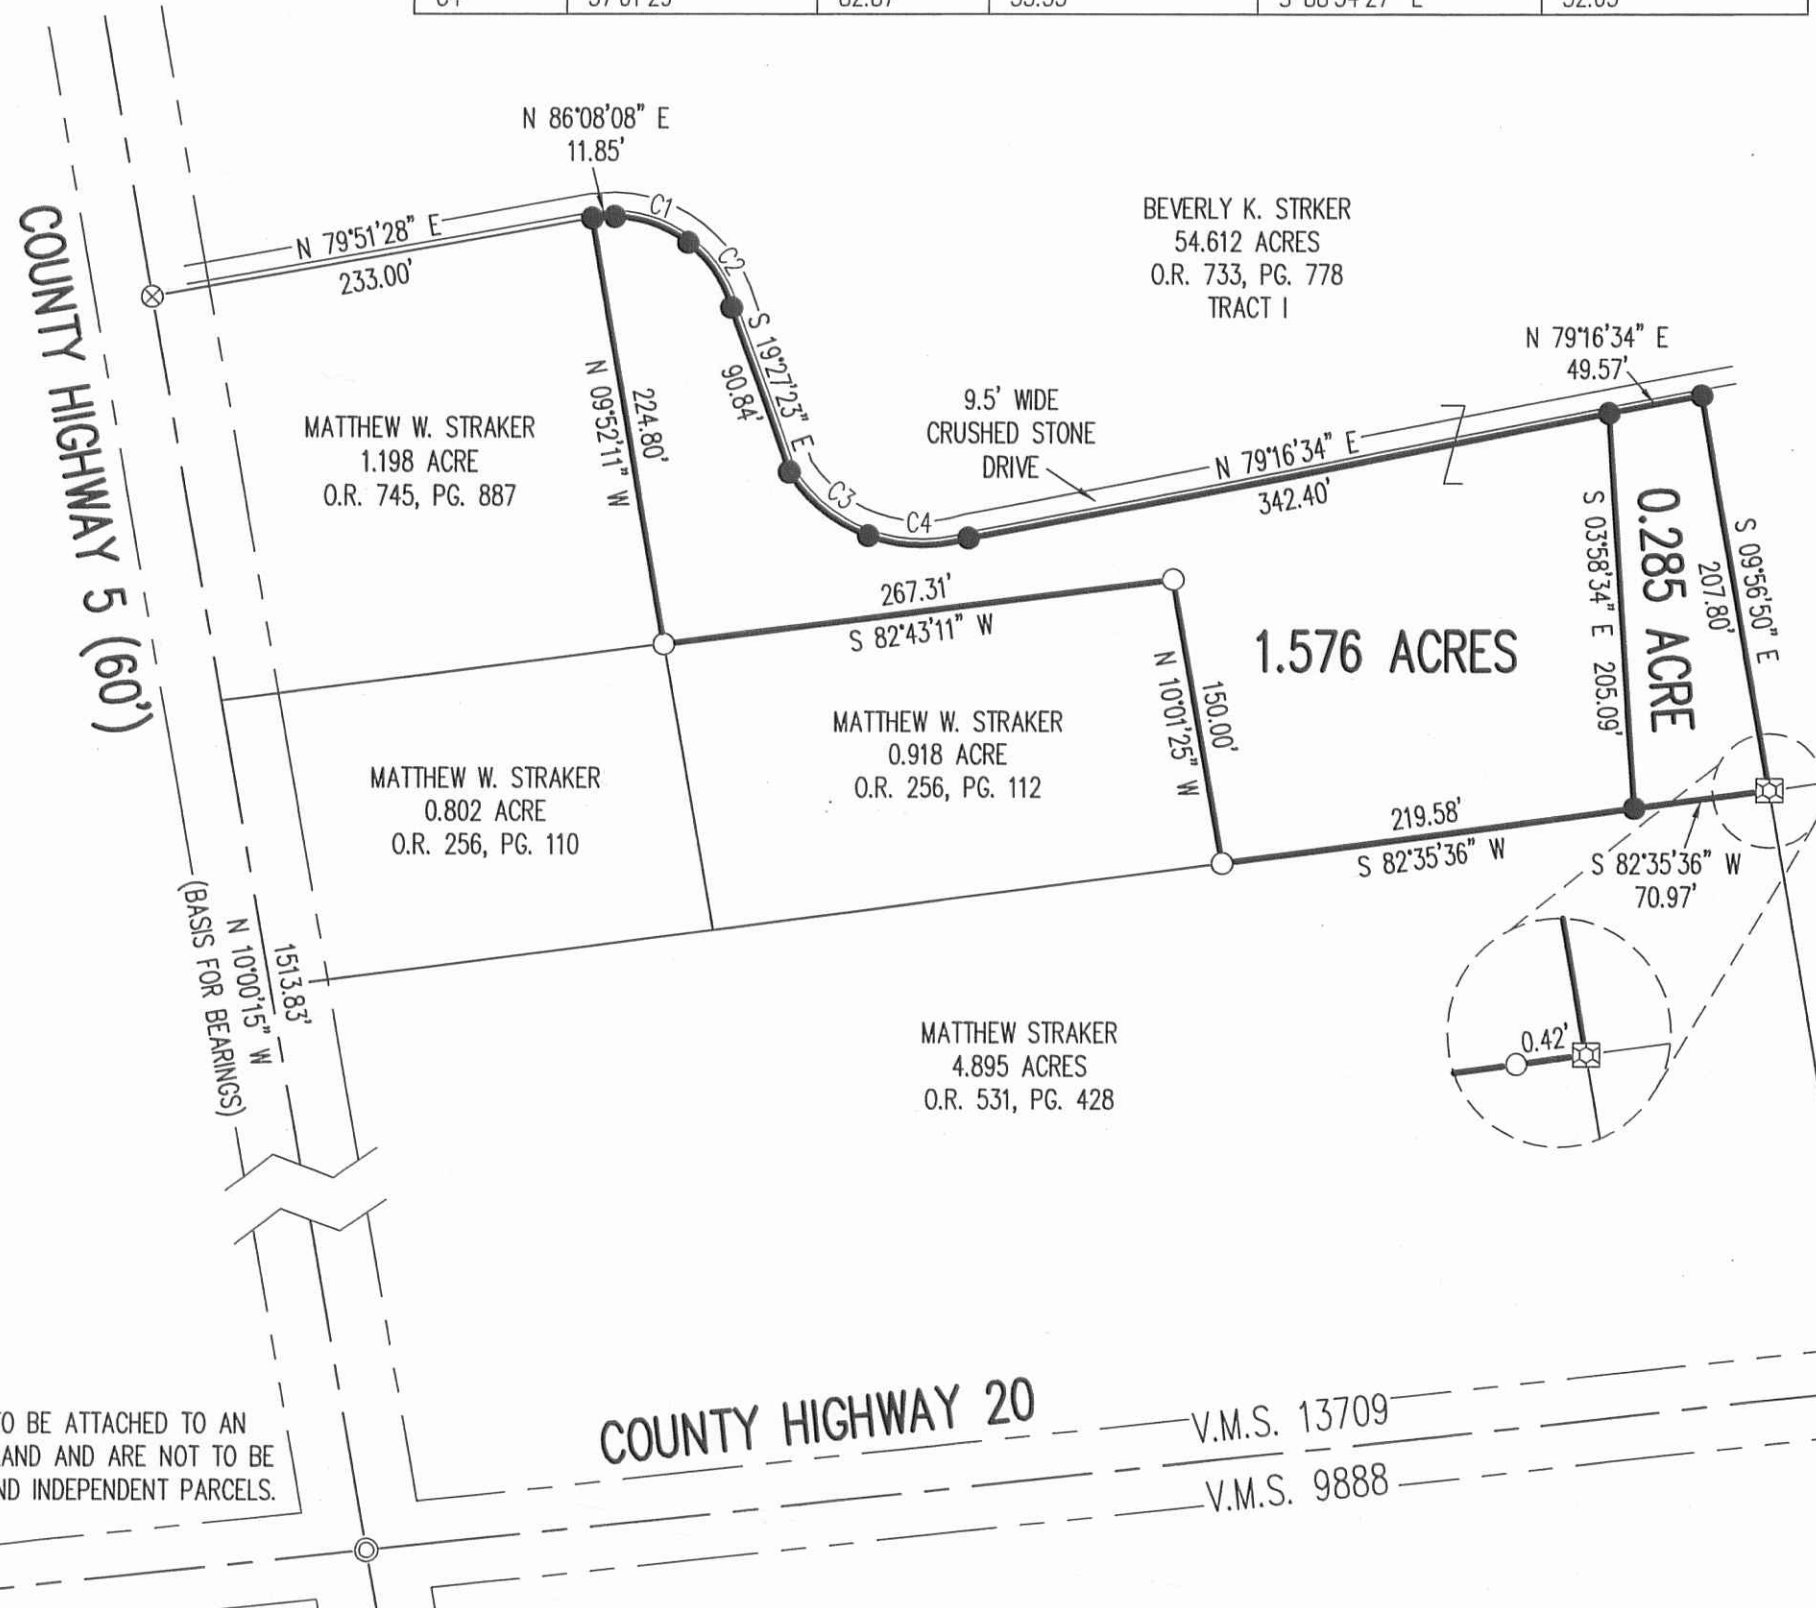 N 86°08'08" E
11.85'
C1
C2
N 79°51'28" E
233.00'
COUNTY HIGHWAY 5 (60')
BEVERLY K. STRKER
54.612 ACRES
O.R. 733, PG. 778
TRACT I
S 19°27'23" E
90.84'
N 09°52'11" W
224.80'
N 79°16'34" E
49.57'
9.5' WIDE
CRUSHED STONE
DRIVE
N 79°16'34" E
342.40'
MATTHEW W. STRAKER
1.198 ACRE
O.R. 745, PG. 887
C3
C4
S 03°58'34" E 205.09'
0.285 ACRE
S 09°56'50" E
207.80'
267.31'
S 82°43'11" W
1.576 ACRES
N 10°01'25" W
150.00'
MATTHEW W. STRAKER
0.918 ACRE
O.R. 256, PG. 112
MATTHEW W. STRAKER
0.802 ACRE
O.R. 256, PG. 110
219.58'
S 82°35'36" W
S 82°35'36" W
70.97'
1513.83'
N 10°00'15" W
(BASIS FOR BEARINGS)
0.42'
MATTHEW STRAKER
4.895 ACRES
O.R. 531, PG. 428
COUNTY HIGHWAY 20
V.M.S. 13709
V.M.S. 9888
BE ATTACHED TO AN
AND ARE NOT TO BE
INDEPENDENT PARCELS.